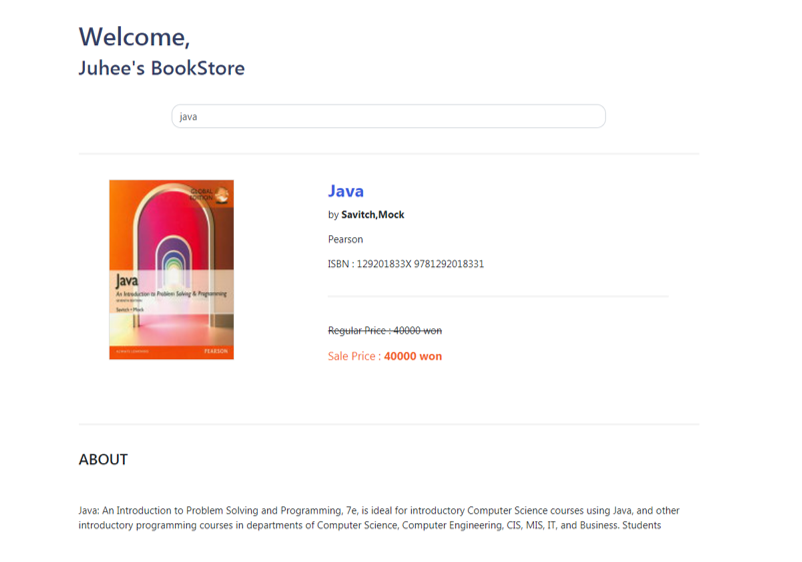 Welcome,
Juhee's BookStore
java
GLOBAL
EDITION
Java
An Introduction to Problem Solving & Programming
SEVENTH EDITION
Savitch • Mock
PEARSON
Java
by Savitch,Mock
Pearson
ISBN : 129201833X 9781292018331
Regular Price : 40000 won
Sale Price : 40000 won
ABOUT
Java: An Introduction to Problem Solving and Programming, 7e, is ideal for introductory Computer Science courses using Java, and other
introductory programming courses in departments of Computer Science, Computer Engineering, CIS, MIS, IT, and Business. Students